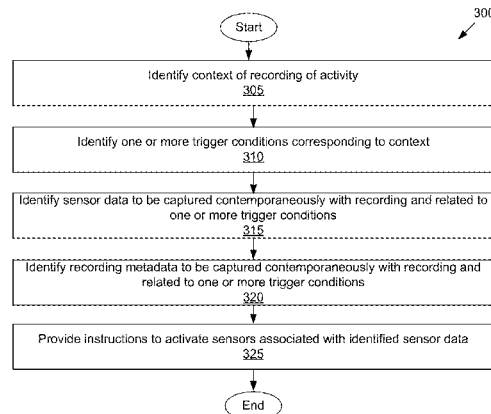 300
Start
Identify context of recording of activity
305
Identify one or more trigger conditions corresponding to context
310
Identify sensor data to be captured contemporaneously with recording and related to
one or more trigger conditions
315
Identify recording metadata to be captured contemporaneously with recording and
related to one or more trigger conditions
320
Provide instructions to activate sensors associated with identified sensor data
325
End